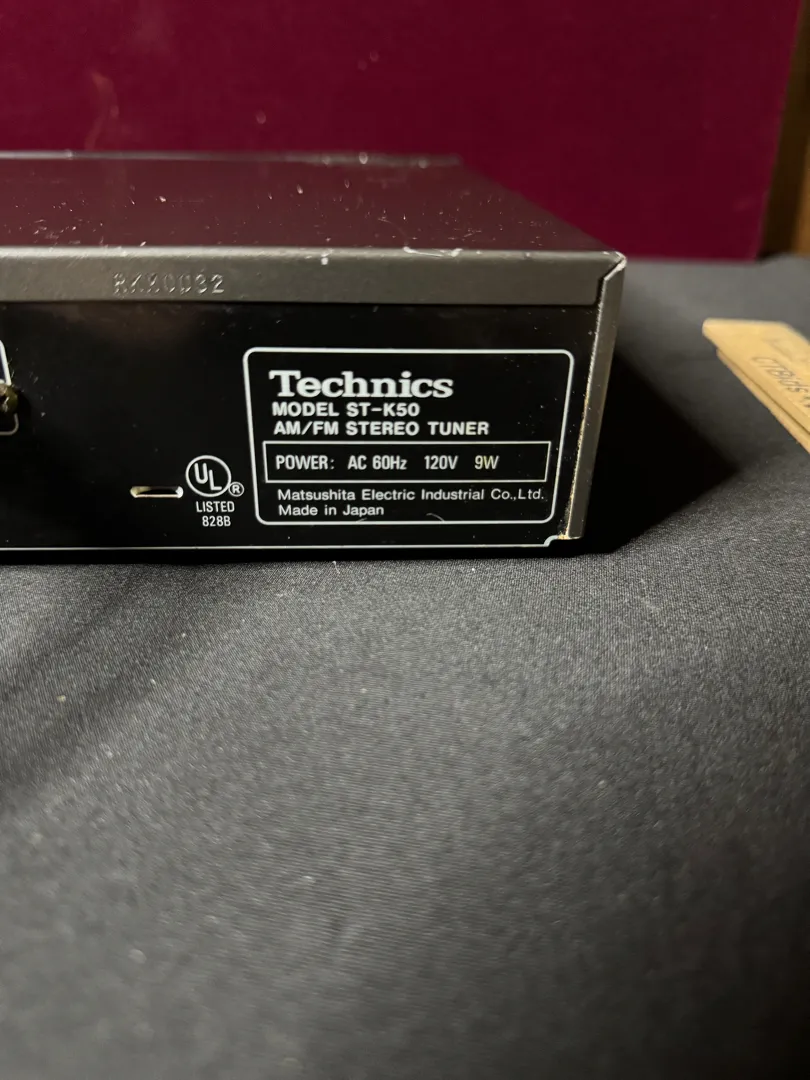 RKK0032
Technics
MODEL ST-K50
AM/FM STEREO TUNER
POWER: AC 60Hz 120V 9W
Matsushita Electric Industrial Co.,Ltd.
Made in Japan
UL®
LISTED
828B